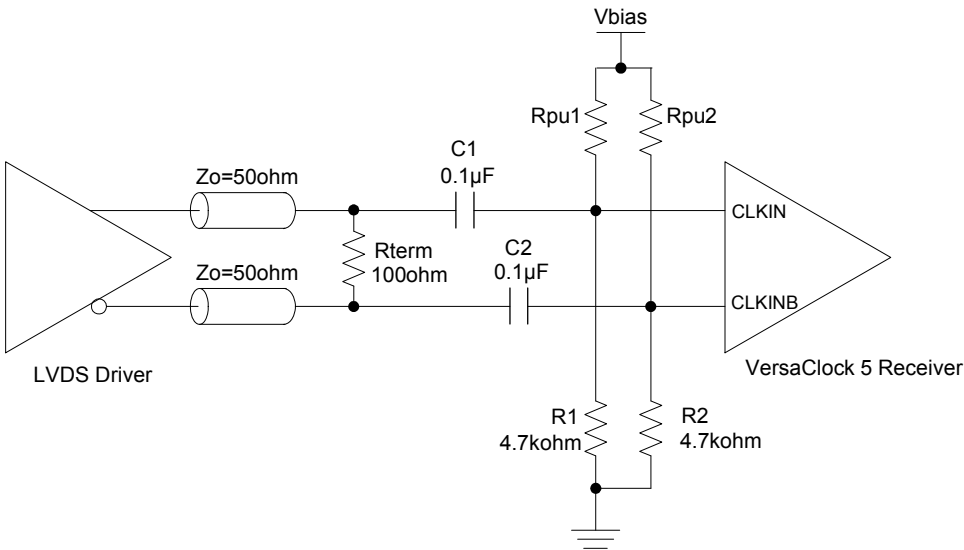 Vbias
Rpu1
Rpu2
C1
0.1µF
Zo=50ohm
CLKIN
C2
0.1µF
Rterm
100ohm
Zo=50ohm
CLKINB
LVDS Driver
VersaClock 5 Receiver
R1
4.7kohm
R2
4.7kohm